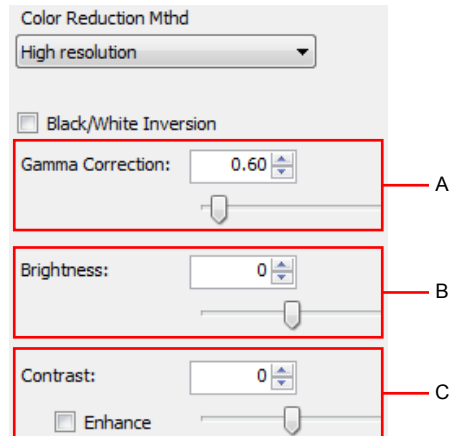 Color Reduction Mthd
High resolution
Black/White Inversion
Gamma Correction: 0.60
A
Brightness: 0
B
Contrast: 0
C
Enhance